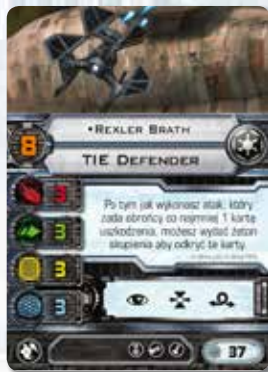 •Rexler Brath
8
TIE Defender
3
Po tym jak wykonasz atak, który
zada obrońcy co najmniej 1 kartę
uszkodzenia, możesz wydać żeton
skupienia aby odkryć te karty.
3
3
3
37